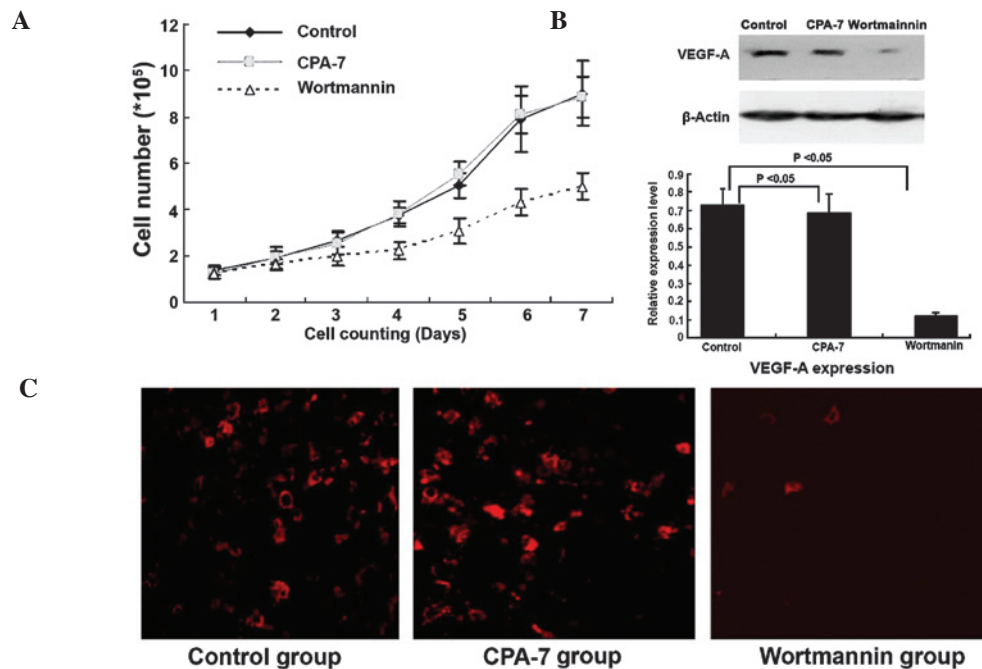 A
Cell number (*10⁵)
12
10
8
6
4
2
0
Control
CPA-7
Wortmannin
1 2 3 4 5 6 7
Cell counting (Days)
B
Control CPA-7 Wortmainnin
VEGF-A
β-Actin
P <0.05
P <0.05
Relative expression level
0.9
0.8
0.7
0.6
0.5
0.4
0.3
0.2
0.1
Control CPA-7 Wortmanin
VEGF-A expression
C
Control group CPA-7 group Wortmannin group